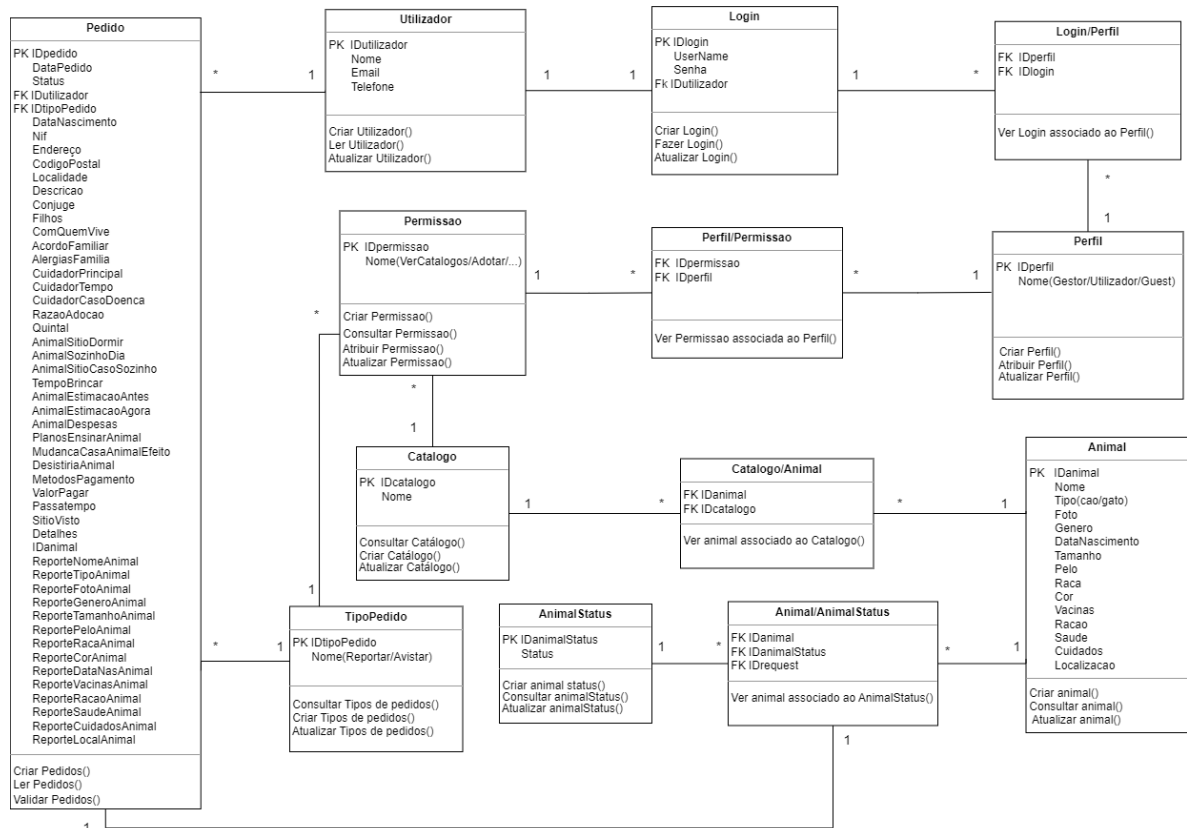 Pedido
PK IDpedido
DataPedido
Status
FK IDutilizador
FK IDtipoPedido
DataNascimento
Nif
Endereço
CodigoPostal
Localidade
Descricao
Conjuge
Filhos
ComQuemVive
AcordoFamiliar
AlergiasFamilia
CuidadorPrincipal
CuidadorTempo
CuidadorCasoDoenca
RazaoAdocao
Quintal
AnimalSitioDormir
AnimalSozinhoDia
AnimalSitioCasoSozinho
TempoBrincar
AnimalEstimacaoAntes
AnimalEstimacaoAgora
AnimalDespesas
PlanosEnsinarAnimal
MudancaCasaAnimalEfeito
DesistiriaAnimal
MetodosPagamento
ValorPagar
Passatempo
SitioVisto
Detalhes
IDanimal
ReporteNomeAnimal
ReporteTipoAnimal
ReporteFotoAnimal
ReporteGeneroAnimal
ReporteTamanhoAnimal
ReportePeloAnimal
ReporteRacaAnimal
ReporteCorAnimal
ReporteDataNasAnimal
ReporteVacinasAnimal
ReporteRacaoAnimal
ReporteSaudeAnimal
ReporteCuidadosAnimal
ReporteLocalAnimal
Criar Pedidos()
Ler Pedidos()
Validar Pedidos()
1
* 1
Utilizador
PK IDutilizador
Nome
Email
Telefone
Criar Utilizador()
Ler Utilizador()
Atualizar Utilizador()
1 1
Login
PK IDlogin
UserName
Senha
Fk IDutilizador
Criar Login()
Fazer Login()
Atualizar Login()
1 *
Login/Perfil
FK IDperfil
FK IDlogin
Ver Login associado ao Perfil()
*
1
Permissao
PK IDpermissao
Nome(VerCatalogos/Adotar/...)
Criar Permissao()
Consultar Permissao()
Atribuir Permissao()
Atualizar Permissao()
1 *
Perfil/Permissao
FK IDpermissao
FK IDperfil
Ver Permissao associada ao Perfil()
* 1
Perfil
PK IDperfil
Nome(Gestor/Utilizador/Guest)
Criar Perfil()
Atribuir Perfil()
Atualizar Perfil()
*
1
*
1
Catalogo
PK IDcatalogo
Nome
Consultar Catálogo()
Criar Catálogo()
Atualizar Catálogo()
1 *
Catalogo/Animal
FK IDanimal
FK IDcatalogo
Ver animal associado ao Catalogo()
* 1
Animal
PK IDanimal
Nome
Tipo(cao/gato)
Foto
Genero
DataNascimento
Tamanho
Pelo
Raca
Cor
Vacinas
Racao
Saude
Cuidados
Localizacao
Criar animal()
Consultar animal()
Atualizar animal()
* 1
TipoPedido
PK IDtipoPedido
Nome(Reportar/Avistar)
Consultar Tipos de pedidos()
Criar Tipos de pedidos()
Atualizar Tipos de pedidos()
AnimalStatus
PK IDanimalStatus
Status
Criar animal status()
Consultar animalStatus()
Atualizar animalStatus()
1 *
Animal/AnimalStatus
FK IDanimal
FK IDanimalStatus
FK IDrequest
Ver animal associado ao AnimalStatus()
* 1
1